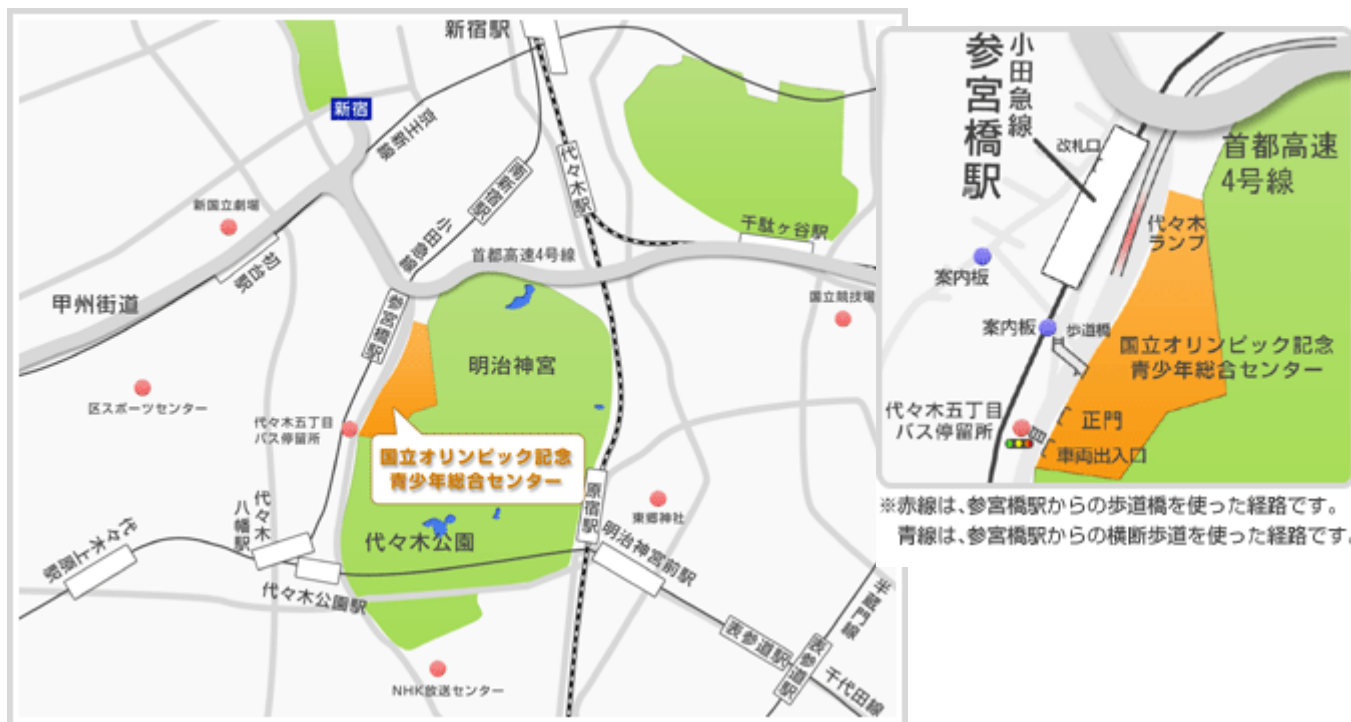 新宿駅
新宿
京王新線
南新宿駅
代々木駅
新国立劇場
小田急線
千駄ヶ谷駅
初台駅
首都高速4号線
甲州街道
参宮橋駅
国立競技場
明治神宮
区スポーツセンター
代々木五丁目
バス停留所
国立オリンピック記念
青少年総合センター
原宿駅
東郷神社
代々木
八幡駅
代々木上原駅
代々木公園
明治神宮前駅
代々木公園駅
半蔵門線
表参道駅
表参道駅
千代田線
NHK放送センター
小田急線
参宮橋駅
改札口
首都高速
4号線
代々木
ランプ
案内板
案内板
歩道橋
国立オリンピック記念
青少年総合センター
代々木五丁目
バス停留所
正門
車両出入口
※赤線は、参宮橋駅からの歩道橋を使った経路です。
青線は、参宮橋駅からの横断歩道を使った経路です。